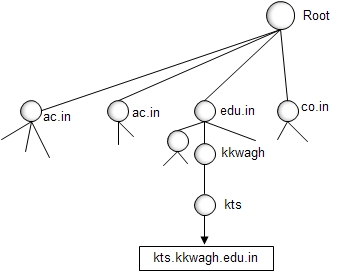 Root
ac.in
ac.in
edu.in
co.in
kkwagh
kts
kts.kkwagh.edu.in